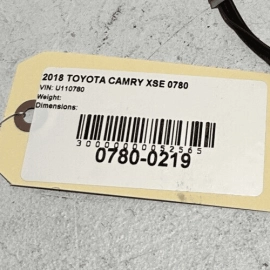 2018 TOYOTA CAMRY XSE 0780
VIN: U110780
Weight:
Dimensions:
3000000052565
0780-0219